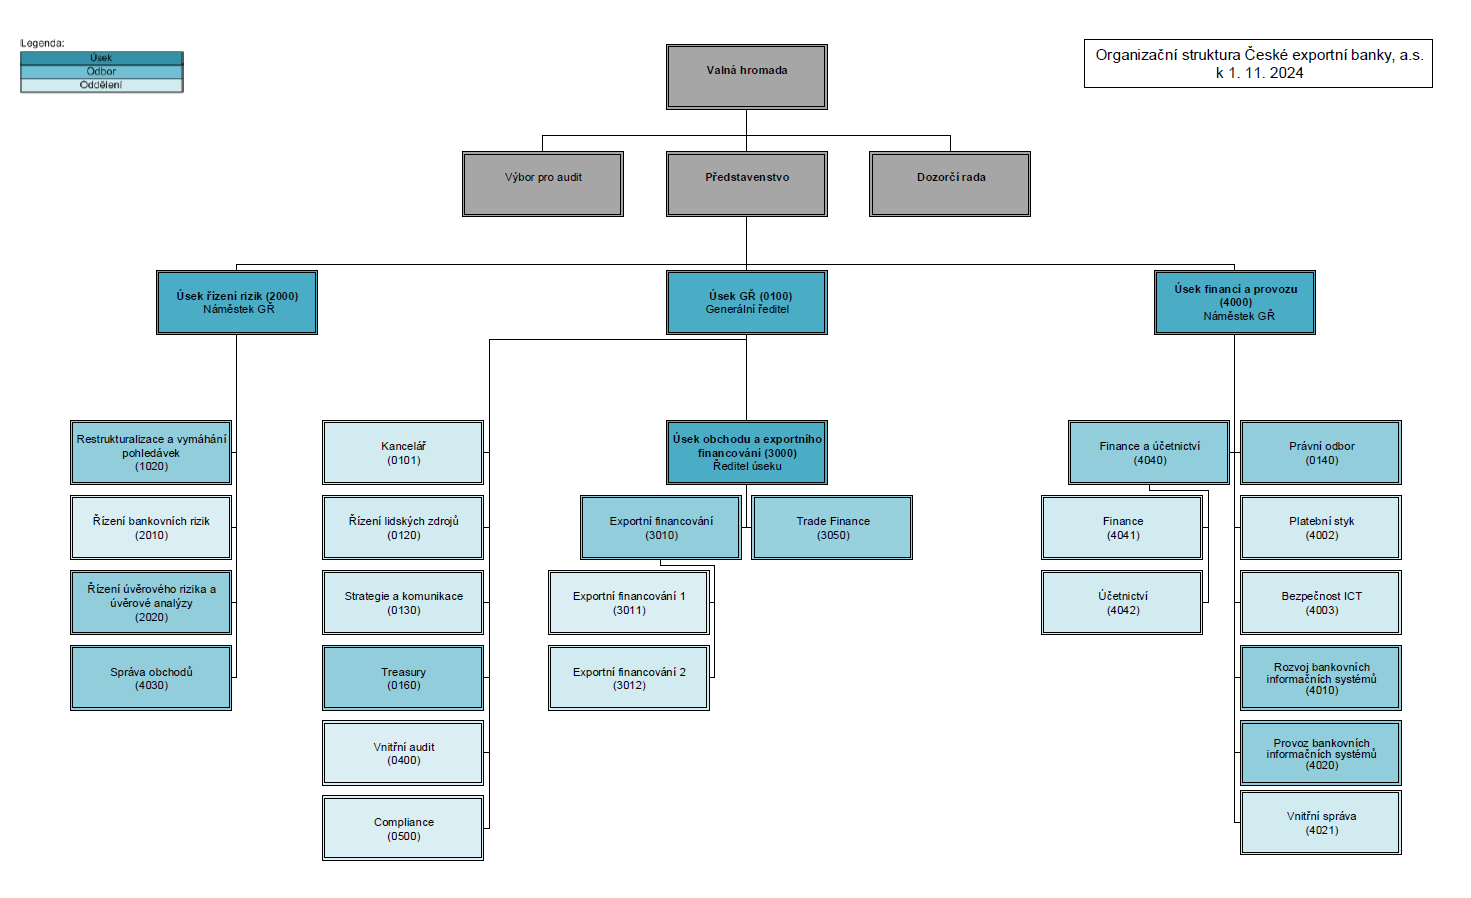 Legenda:
Úsek
Odbor
Oddělení
Organizační struktura České exportní banky, a.s.
k 1. 11. 2024
Valná hromada
Výbor pro audit
Představenstvo
Dozorčí rada
Úsek řízení rizik (2000)
Náměstek GŘ
Úsek GŘ (0100)
Generální ředitel
Úsek financí a provozu
(4000)
Náměstek GŘ
Restrukturalizace a vymáhání
pohledávek
(1020)
Řízení bankovních rizik
(2010)
Řízení úvěrového rizika a
úvěrové analýzy
(2020)
Správa obchodů
(4030)
Kancelář
(0101)
Řízení lidských zdrojů
(0120)
Strategie a komunikace
(0130)
Treasury
(0160)
Vnitřní audit
(0400)
Compliance
(0500)
Úsek obchodu a exportního
financování (3000)
Ředitel úseku
Exportní financování
(3010)
Trade Finance
(3050)
Exportní financování 1
(3011)
Exportní financování 2
(3012)
Finance a účetnictví
(4040)
Finance
(4041)
Účetnictví
(4042)
Právní odbor
(0140)
Platební styk
(4002)
Bezpečnost ICT
(4003)
Rozvoj bankovních
informačních systémů
(4010)
Provoz bankovních
informačních systémů
(4020)
Vnitřní správa
(4021)